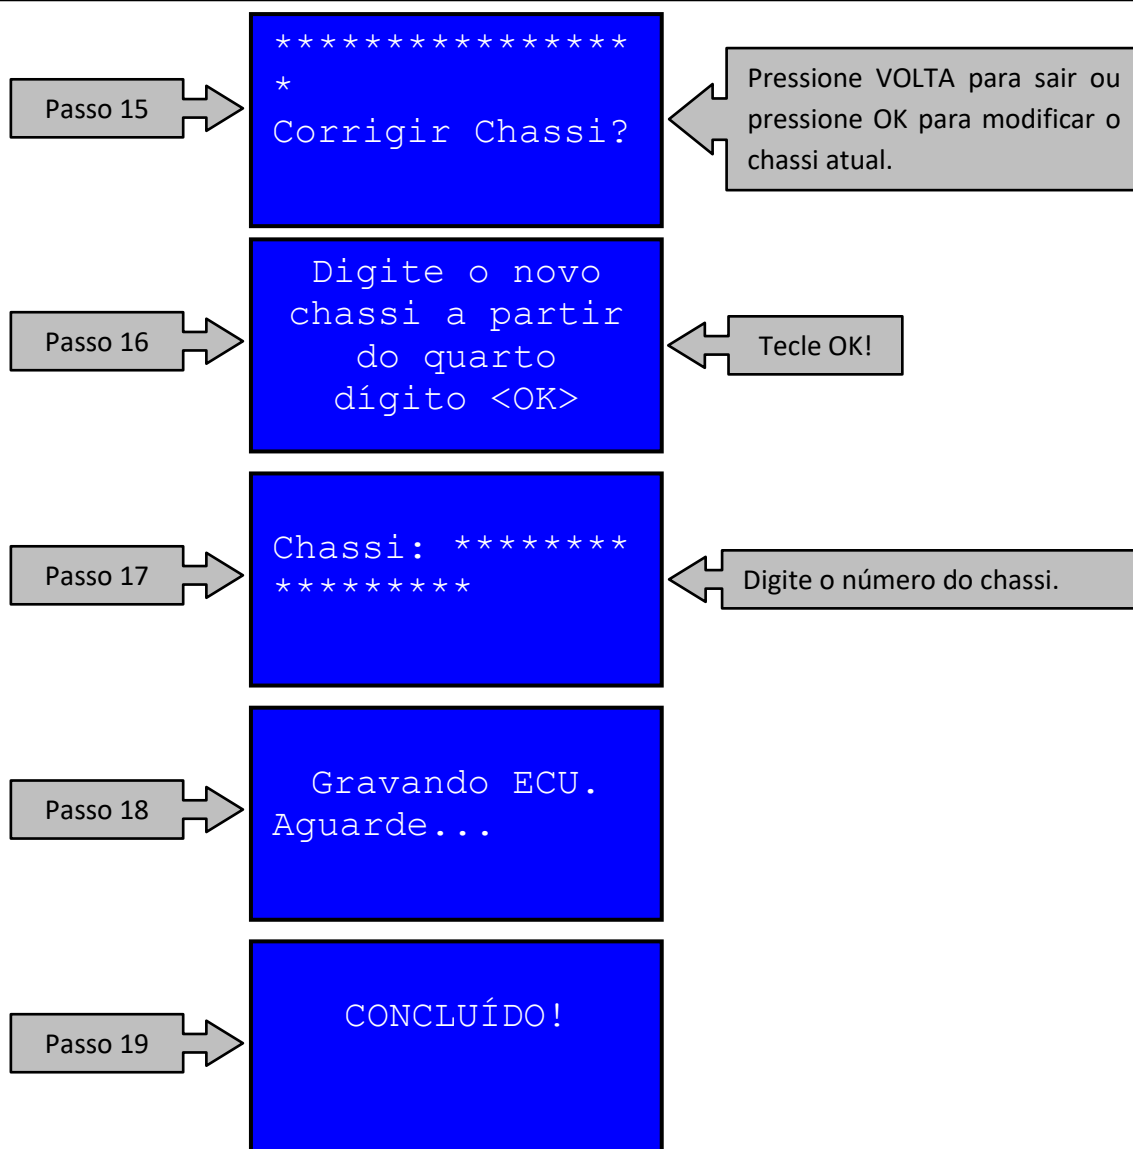 Passo 15
****************
*
Corrigir Chassi?
Pressione VOLTA para sair ou
pressione OK para modificar o
chassi atual.
Passo 16
Digite o novo
chassi a partir
do quarto
dígito <OK>
Tecle OK!
Passo 17
Chassi: ********
*********
Digite o número do chassi.
Passo 18
Gravando ECU.
Aguarde...
Passo 19
CONCLUÍDO!